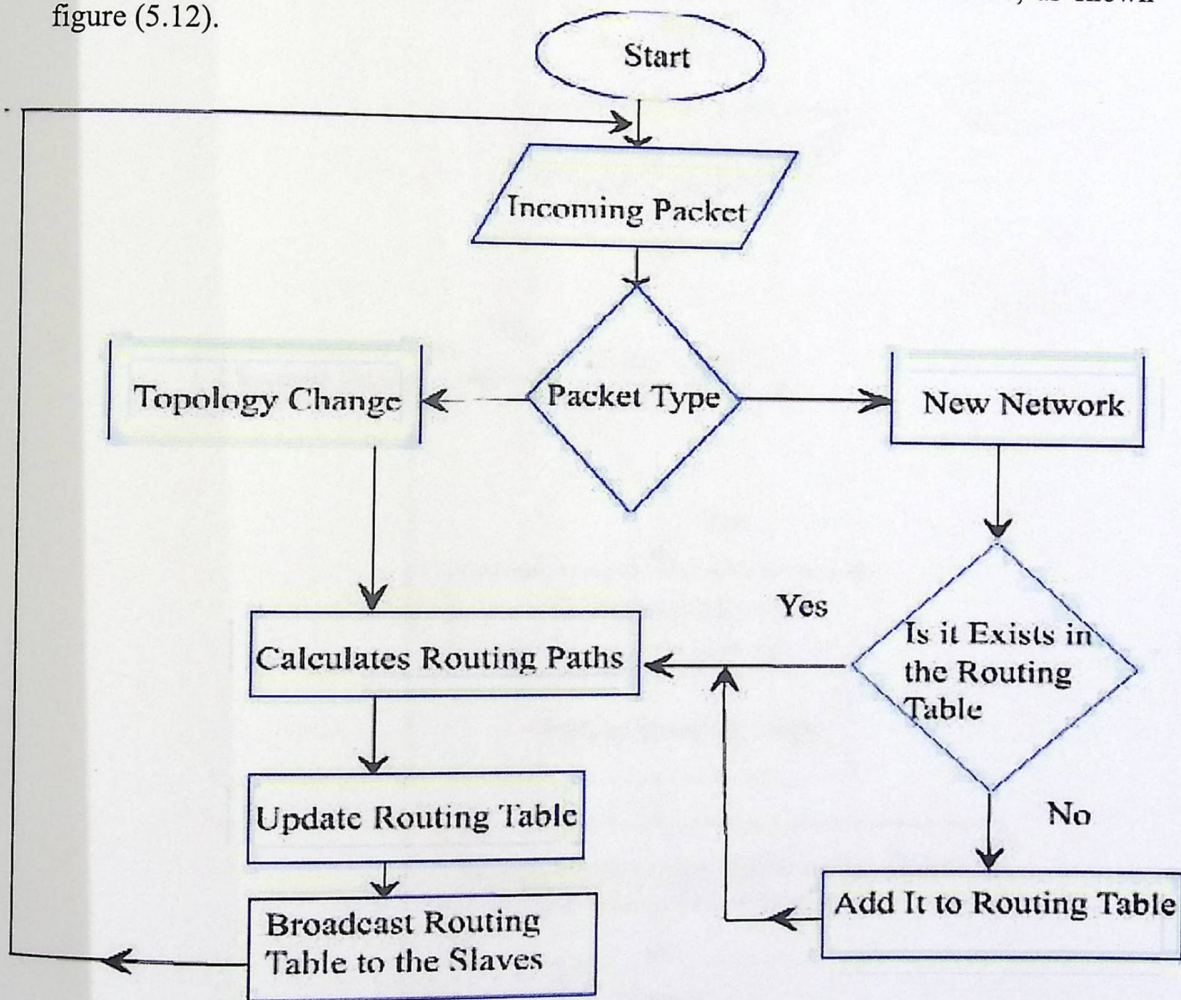 as shown
figure (5.12).
Start
Incoming Packet
Topology Change
Packet Type
New Network
Yes
Calculates Routing Paths
Is it Exists in
the Routing
Table
Update Routing Table
No
Broadcast Routing
Table to the Slaves
Add It to Routing Table